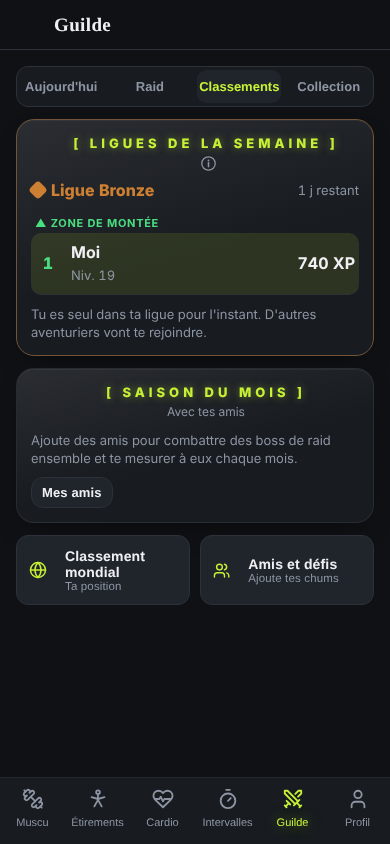 Guilde
Aujourd'hui Raid Classements Collection
[ LIGUES DE LA SEMAINE ]
Ligue Bronze 1 j restant
ZONE DE MONTÉE
1 Moi 740 XP
Niv. 19
Tu es seul dans ta ligue pour l'instant. D'autres
aventuriers vont te rejoindre.
[ SAISON DU MOIS ]
Avec tes amis
Ajoute des amis pour combattre des boss de raid
ensemble et te mesurer à eux chaque mois.
Mes amis
Classement
mondial
Ta position
Amis et défis
Ajoute tes chums
Muscu Étirements Cardio Intervalles Guilde Profil